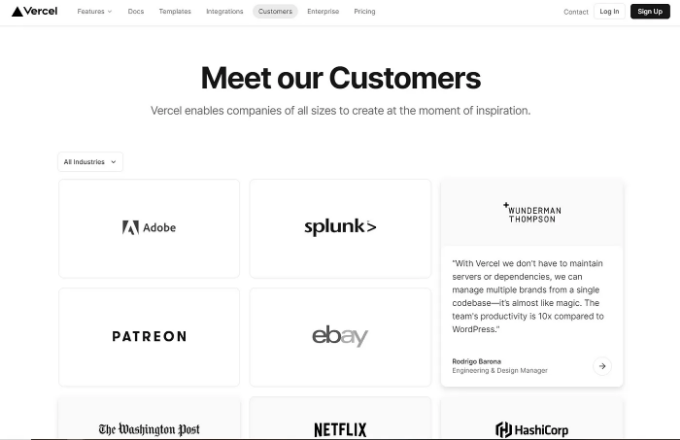 Vercel
Features
Docs
Templates
Integrations
Customers
Enterprise
Pricing
Contact
Log In
Sign Up
Meet our Customers
Vercel enables companies of all sizes to create at the moment of inspiration.
All Industries
Adobe
splunk>
WUNDERMAN
THOMPSON
"With Vercel we don't have to maintain
servers or dependencies, we can
manage multiple brands from a single
codebase—it's almost like magic. The
team's productivity is 10x compared to
WordPress."
Rodrigo Barona
Engineering & Design Manager
PATREON
ebay
The Washington Post
NETFLIX
HashiCorp